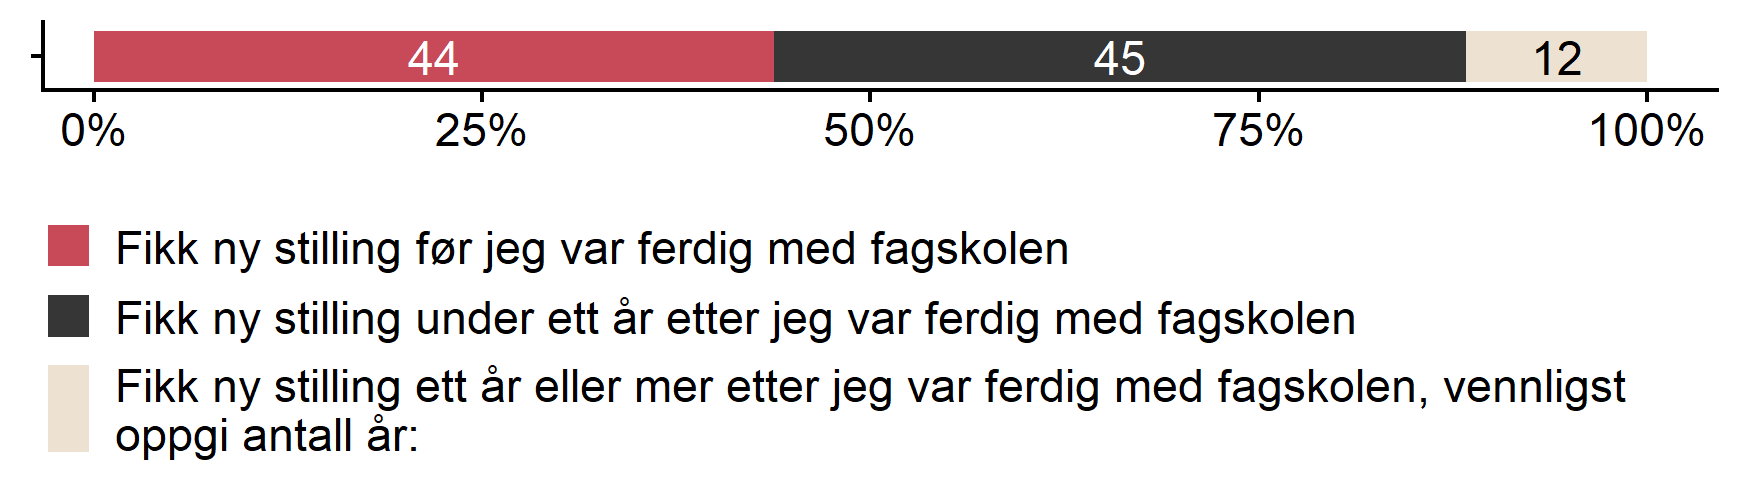 44 45 12
0% 25% 50% 75% 100%
Fikk ny stilling før jeg var ferdig med fagskolen
Fikk ny stilling under ett år etter jeg var ferdig med fagskolen
Fikk ny stilling ett år eller mer etter jeg var ferdig med fagskolen, vennligst
oppgi antall år: